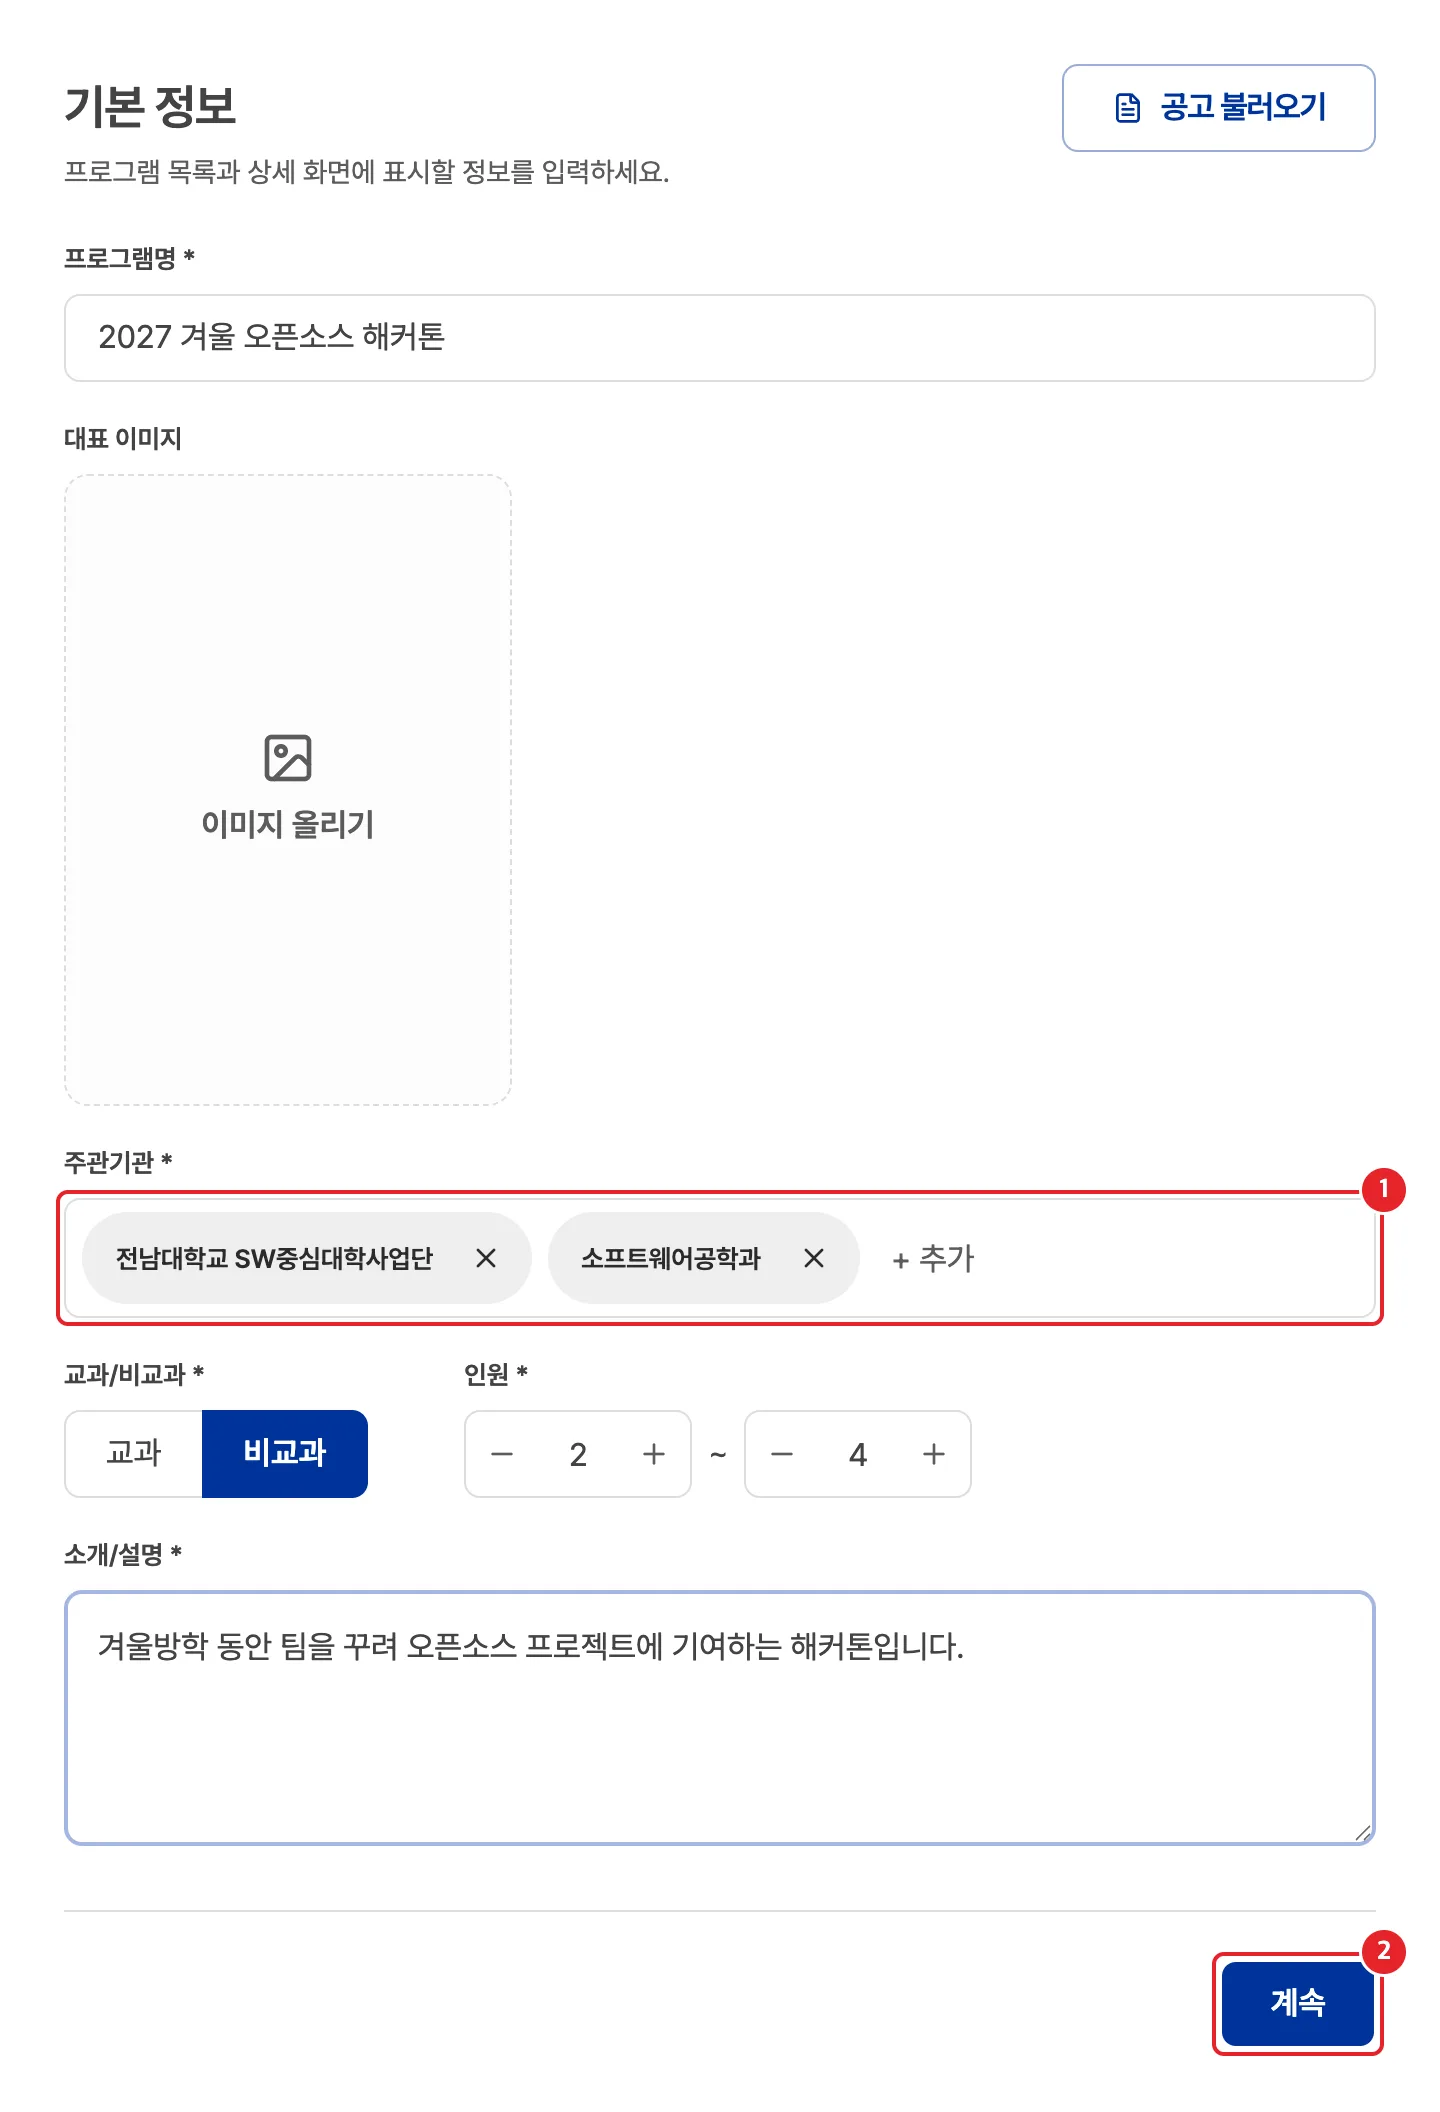 기본 정보
공고 불러오기
프로그램 목록과 상세 화면에 표시할 정보를 입력하세요.
프로그램명 *
2027 겨울 오픈소스 해커톤
대표 이미지
이미지 올리기
주관기관 *
1
전남대학교 SW중심대학사업단 소프트웨어공학과 + 추가
교과/비교과 * 인원 *
교과 비교과 2 ~ 4
소개/설명 *
겨울방학 동안 팀을 꾸려 오픈소스 프로젝트에 기여하는 해커톤입니다.
2
계속